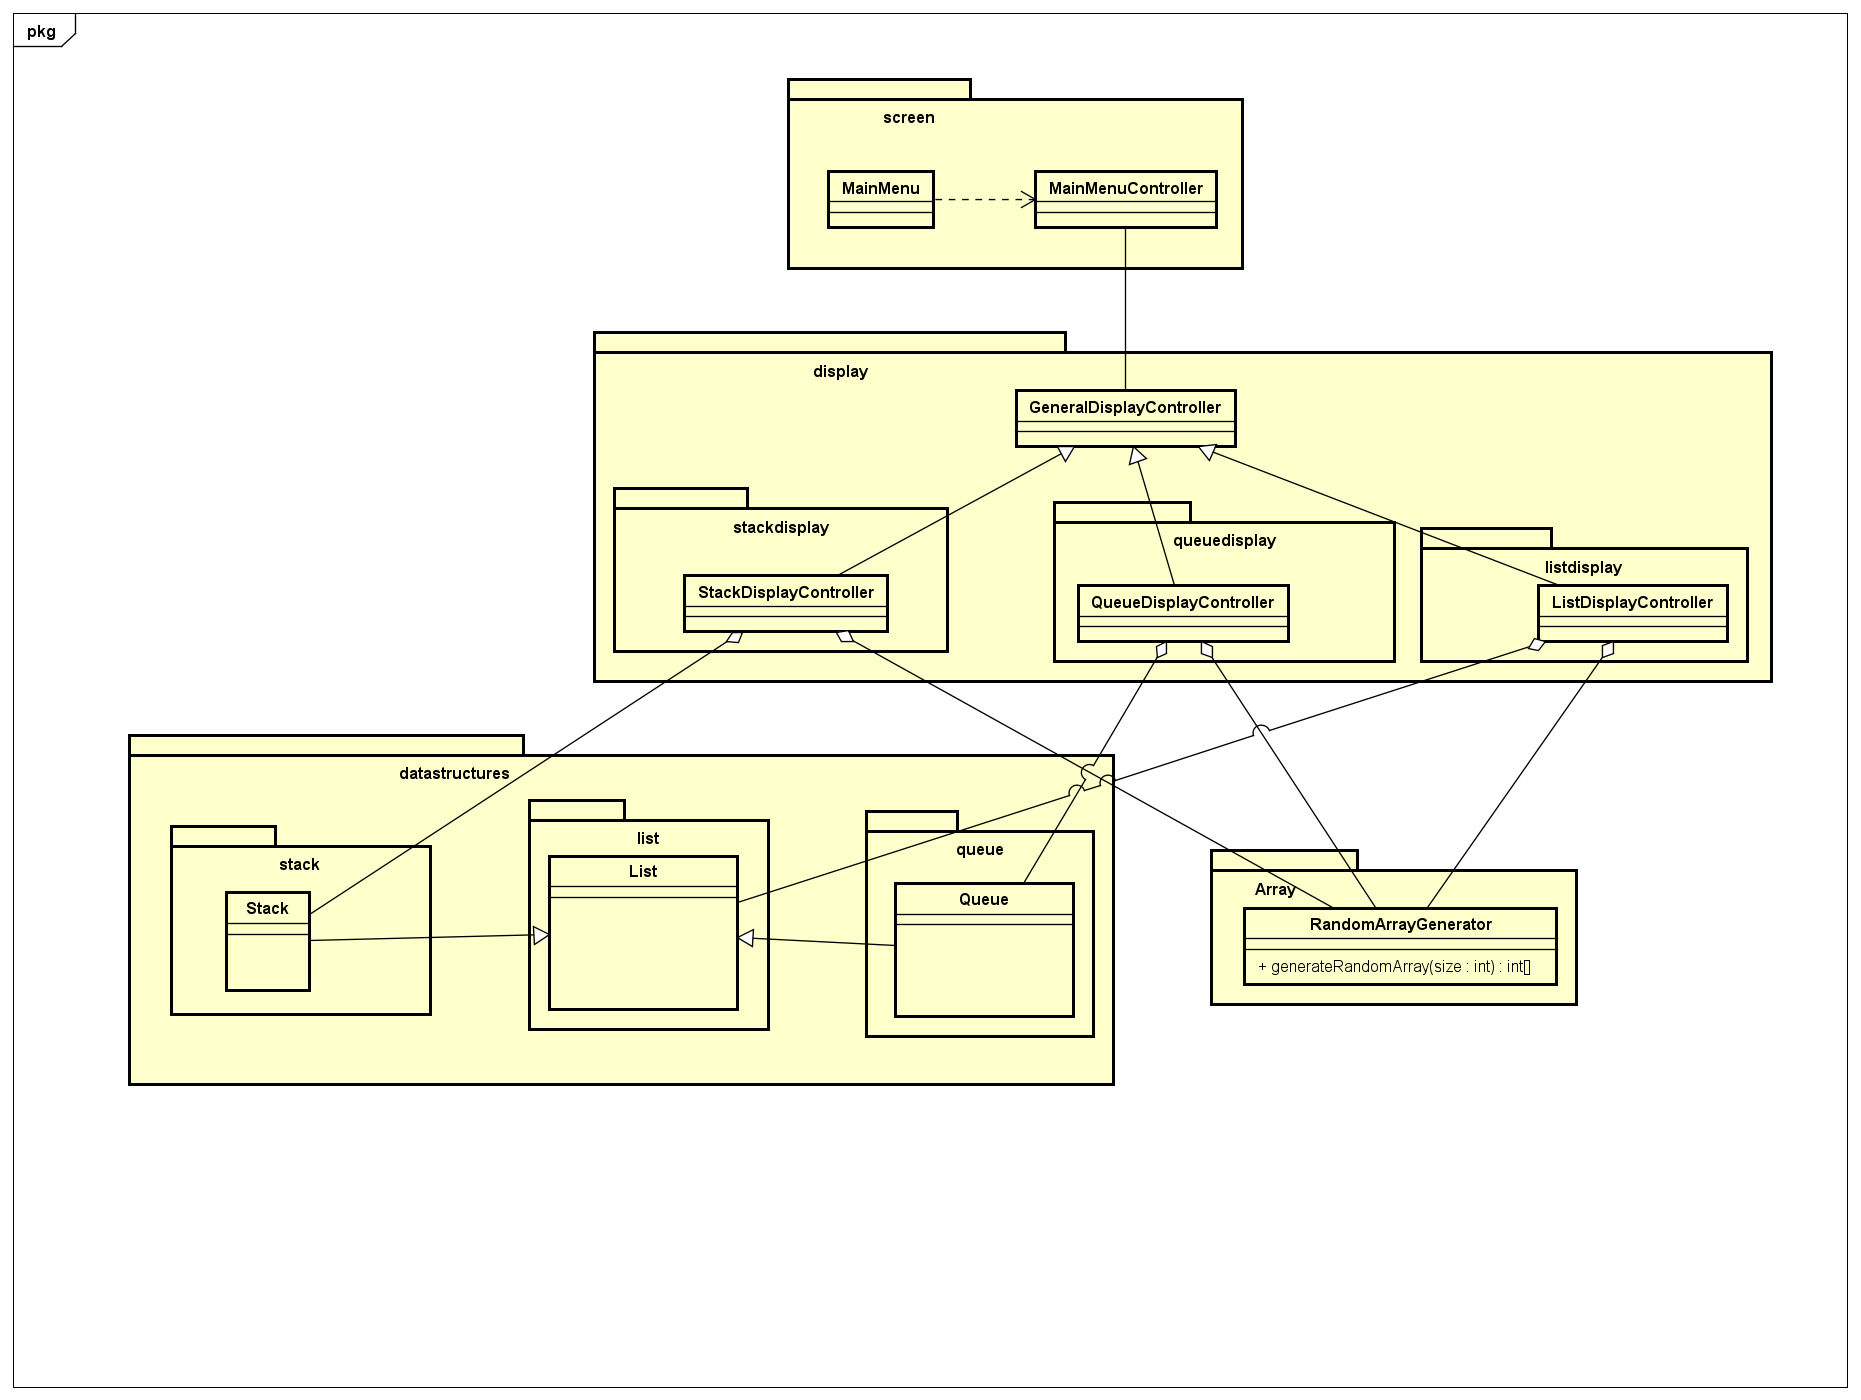 pkg
screen
MainMenu
MainMenuController
display
GeneralDisplayController
stackdisplay
StackDisplayController
queuedisplay
QueueDisplayController
listdisplay
ListDisplayController
datastructures
stack
Stack
list
List
queue
Queue
Array
RandomArrayGenerator
+ generateRandomArray(size : int) : int[]